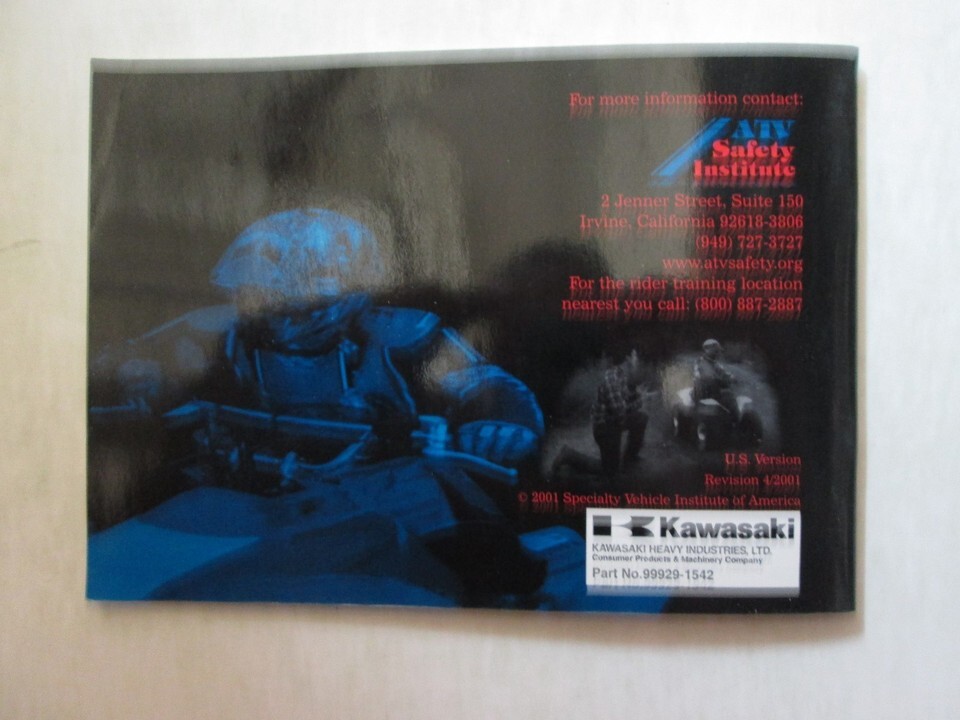 For more information contact:
ATV
Safety
Institute
2 Jenner Street, Suite 150
Irvine, California 92618-3806
(949) 727-3727
www.atvsafety.org
For the rider training location
nearest you call: (800) 887-2887
U.S. Version
Revision 4/2001
© 2001 Specialty Vehicle Institute of America
Kawasaki
KAWASAKI HEAVY INDUSTRIES, LTD.
Consumer Products & Machinery Company
Part No.99929-1542